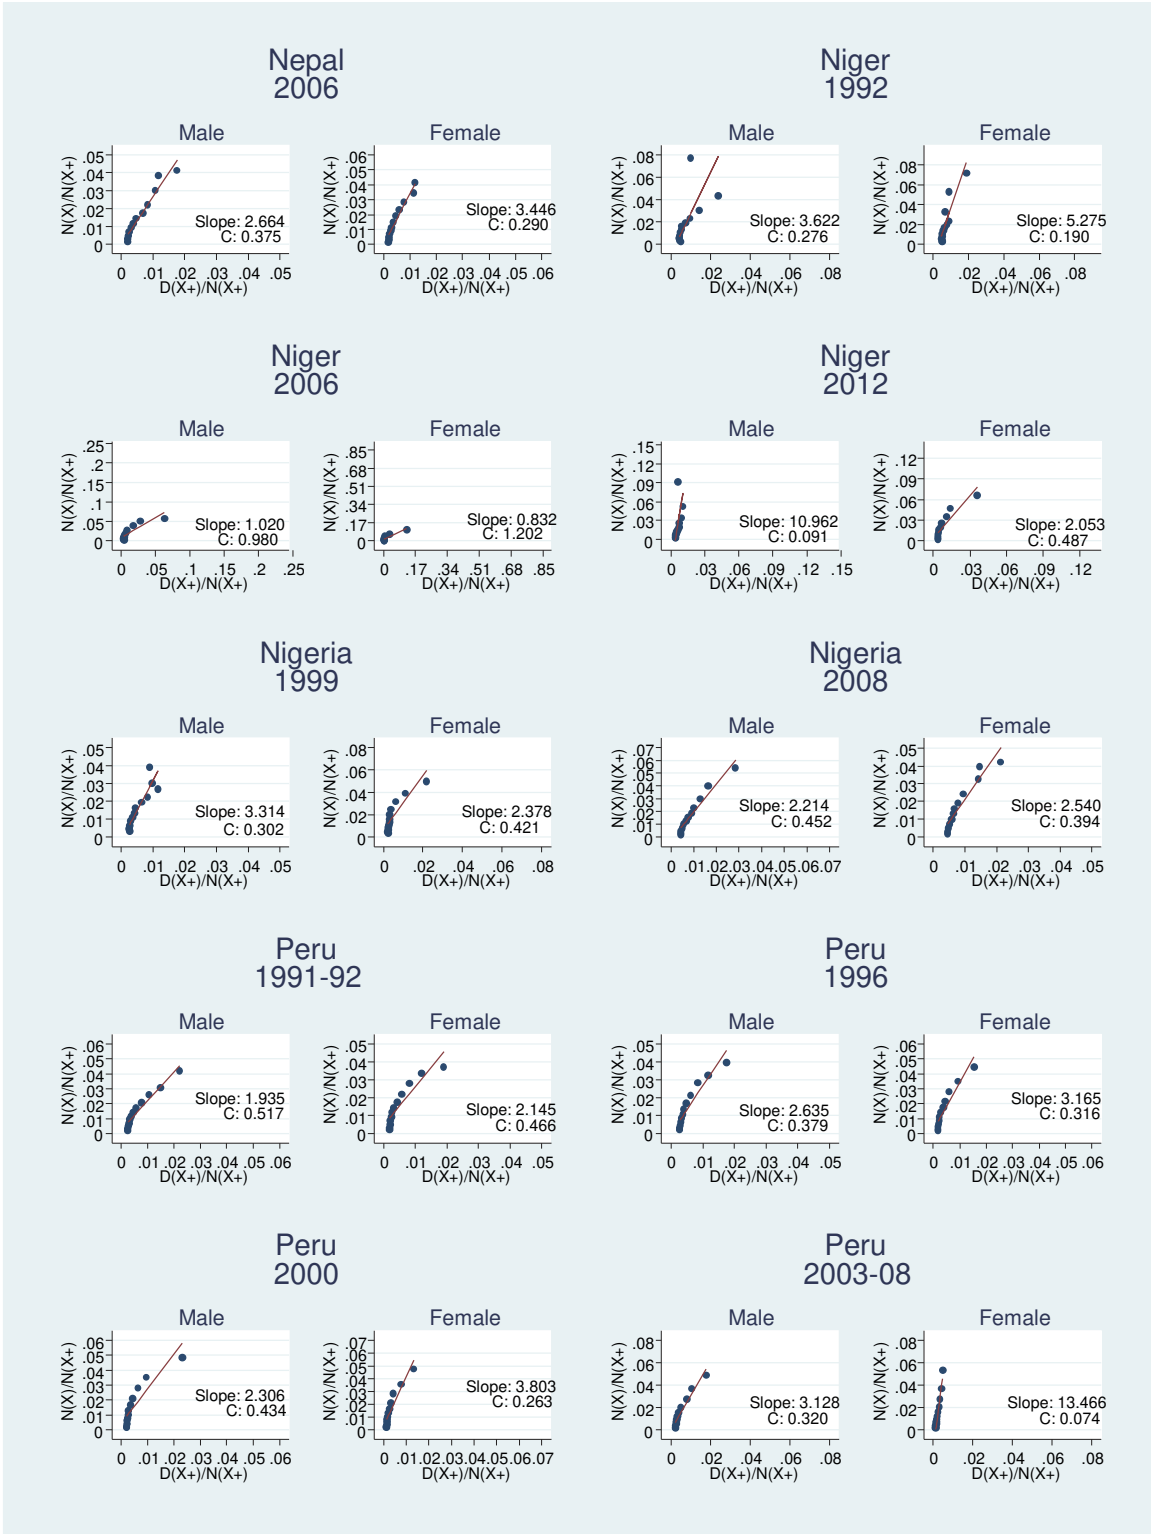 Nepal
2006
Male
N(X)/N(X+)
.05
.04
.03
.02
.01
0
Slope: 2.664
C: 0.375
0 .01 .02 .03 .04 .05
D(X+)/N(X+)
Female
N(X)/N(X+)
.06
.05
.04
.03
.02
.01
0
Slope: 3.446
C: 0.290
0 .01 .02 .03 .04 .05 .06
D(X+)/N(X+)
Niger
1992
Male
N(X)/N(X+)
.08
.06
.04
.02
0
Slope: 3.622
C: 0.276
0 .02 .04 .06 .08
D(X+)/N(X+)
Female
N(X)/N(X+)
.08
.06
.04
.02
0
Slope: 5.275
C: 0.190
0 .02 .04 .06 .08
D(X+)/N(X+)
Niger
2006
Male
N(X)/N(X+)
.25
.2
.15
.1
.05
0
Slope: 1.020
C: 0.980
0 .05 .1 .15 .2 .25
D(X+)/N(X+)
Female
N(X)/N(X+)
.85
.68
.51
.34
.17
0
Slope: 0.832
C: 1.202
0 .17 .34 .51 .68 .85
D(X+)/N(X+)
Niger
2012
Male
N(X)/N(X+)
.15
.12
.09
.06
.03
0
Slope: 10.962
C: 0.091
0 .03 .06 .09 .12 .15
D(X+)/N(X+)
Female
N(X)/N(X+)
.12
.09
.06
.03
0
Slope: 2.053
C: 0.487
0 .03 .06 .09 .12
D(X+)/N(X+)
Nigeria
1999
Male
N(X)/N(X+)
.05
.04
.03
.02
.01
0
Slope: 3.314
C: 0.302
0 .01 .02 .03 .04 .05
D(X+)/N(X+)
Female
N(X)/N(X+)
.08
.06
.04
.02
0
Slope: 2.378
C: 0.421
0 .02 .04 .06 .08
D(X+)/N(X+)
Nigeria
2008
Male
N(X)/N(X+)
.07
.06
.05
.04
.03
.02
.01
0
Slope: 2.214
C: 0.452
0 .01 .02 .03 .04 .05 .06 .07
D(X+)/N(X+)
Female
N(X)/N(X+)
.05
.04
.03
.02
.01
0
Slope: 2.540
C: 0.394
0 .01 .02 .03 .04 .05
D(X+)/N(X+)
Peru
1991-92
Male
N(X)/N(X+)
.06
.05
.04
.03
.02
.01
0
Slope: 1.935
C: 0.517
0 .01 .02 .03 .04 .05 .06
D(X+)/N(X+)
Female
N(X)/N(X+)
.05
.04
.03
.02
.01
0
Slope: 2.145
C: 0.466
0 .01 .02 .03 .04 .05
D(X+)/N(X+)
Peru
1996
Male
N(X)/N(X+)
.05
.04
.03
.02
.01
0
Slope: 2.635
C: 0.379
0 .01 .02 .03 .04 .05
D(X+)/N(X+)
Female
N(X)/N(X+)
.06
.05
.04
.03
.02
.01
0
Slope: 3.165
C: 0.316
0 .01 .02 .03 .04 .05 .06
D(X+)/N(X+)
Peru
2000
Male
N(X)/N(X+)
.06
.05
.04
.03
.02
.01
0
Slope: 2.306
C: 0.434
0 .01 .02 .03 .04 .05 .06
D(X+)/N(X+)
Female
N(X)/N(X+)
.07
.06
.05
.04
.03
.02
.01
0
Slope: 3.803
C: 0.263
0 .01 .02 .03 .04 .05 .06 .07
D(X+)/N(X+)
Peru
2003-08
Male
N(X)/N(X+)
.08
.06
.04
.02
0
Slope: 3.128
C: 0.320
0 .02 .04 .06 .08
D(X+)/N(X+)
Female
N(X)/N(X+)
.08
.06
.04
.02
0
Slope: 13.466
C: 0.074
0 .02 .04 .06 .08
D(X+)/N(X+)